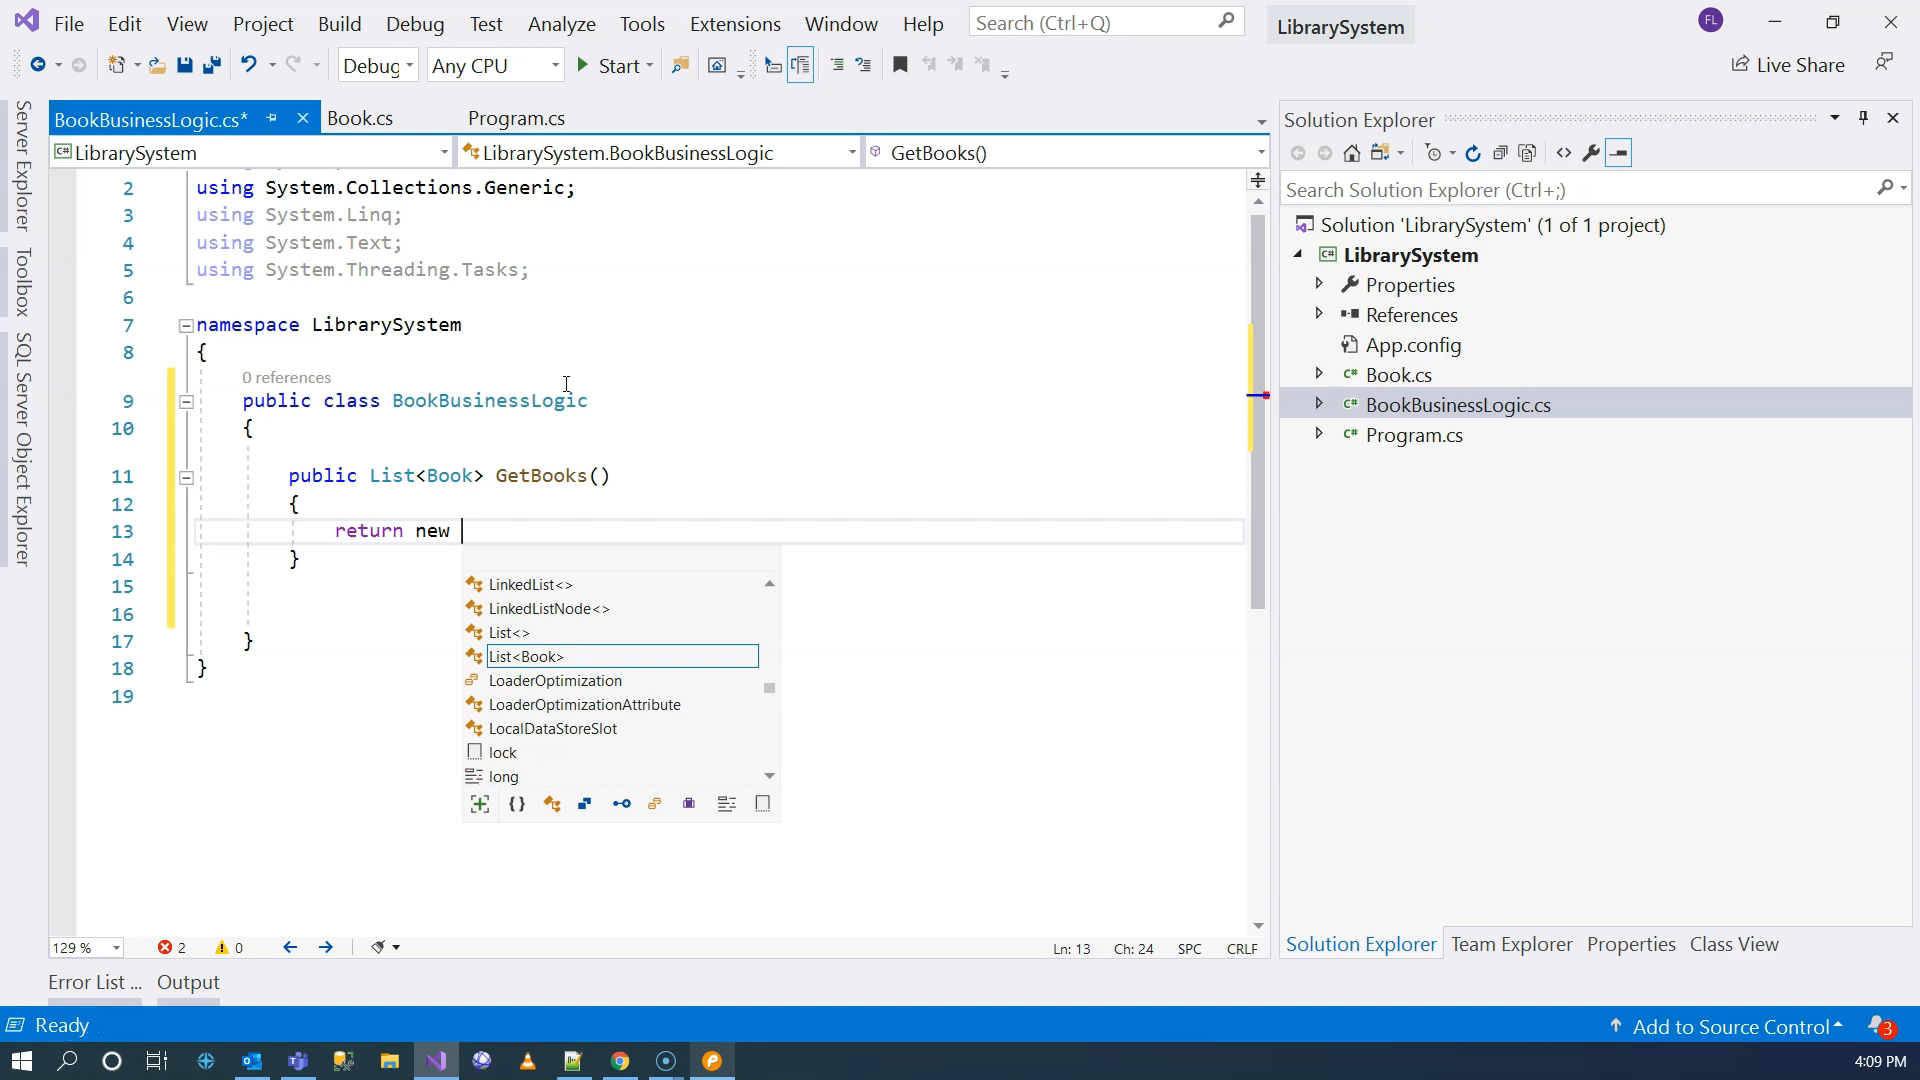 File Edit View Project Build Debug Test Analyze Tools Extensions Window Help Search (Ctrl+Q) LibrarySystem FL
Debug Any CPU Start Live Share
Server Explorer
Toolbox
SQL Server Object Explorer
BookBusinessLogic.cs* Book.cs Program.cs
LibrarySystem LibrarySystem.BookBusinessLogic GetBooks()
2 using System.Collections.Generic;
3 using System.Linq;
4 using System.Text;
5 using System.Threading.Tasks;
6
7 namespace LibrarySystem
8 {
0 references
9 public class BookBusinessLogic
10 {
11 public List<Book> GetBooks()
12 {
13 return new
14 }
15
16
17 }
18 }
19
LinkedList<>
LinkedListNode<>
List<>
List<Book>
LoaderOptimization
LoaderOptimizationAttribute
LocalDataStoreSlot
lock
long
129 % 2 0 Ln: 13 Ch: 24 SPC CRLF
Error List ... Output
Solution Explorer
Search Solution Explorer (Ctrl+;)
Solution 'LibrarySystem' (1 of 1 project)
LibrarySystem
Properties
References
App.config
Book.cs
BookBusinessLogic.cs
Program.cs
Solution Explorer Team Explorer Properties Class View
Ready Add to Source Control 3
4:09 PM